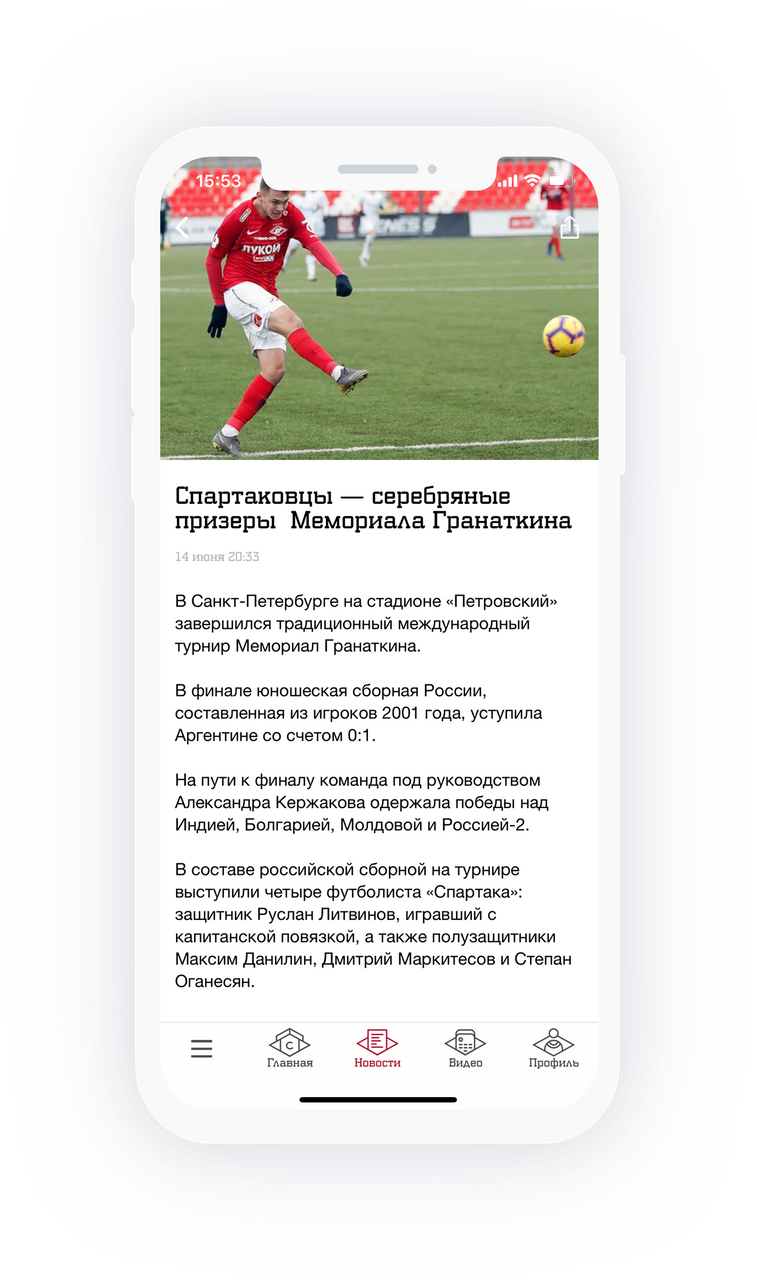 15:53
ЛУКОЙЛ
Спартаковцы — серебряные
призеры Мемориала Гранаткина
14 июня 20:33
В Санкт-Петербурге на стадионе «Петровский»
завершился традиционный международный
турнир Мемориал Гранаткина.
В финале юношеская сборная России,
составленная из игроков 2001 года, уступила
Аргентине со счетом 0:1.
На пути к финалу команда под руководством
Александра Кержакова одержала победы над
Индией, Болгарией, Молдовой и Россией-2.
В составе российской сборной на турнире
выступили четыре футболиста «Спартака»:
защитник Руслан Литвинов, игравший с
капитанской повязкой, а также полузащитники
Максим Данилин, Дмитрий Маркитесов и Степан
Оганесян.
Главная
Новости
Видео
Профиль